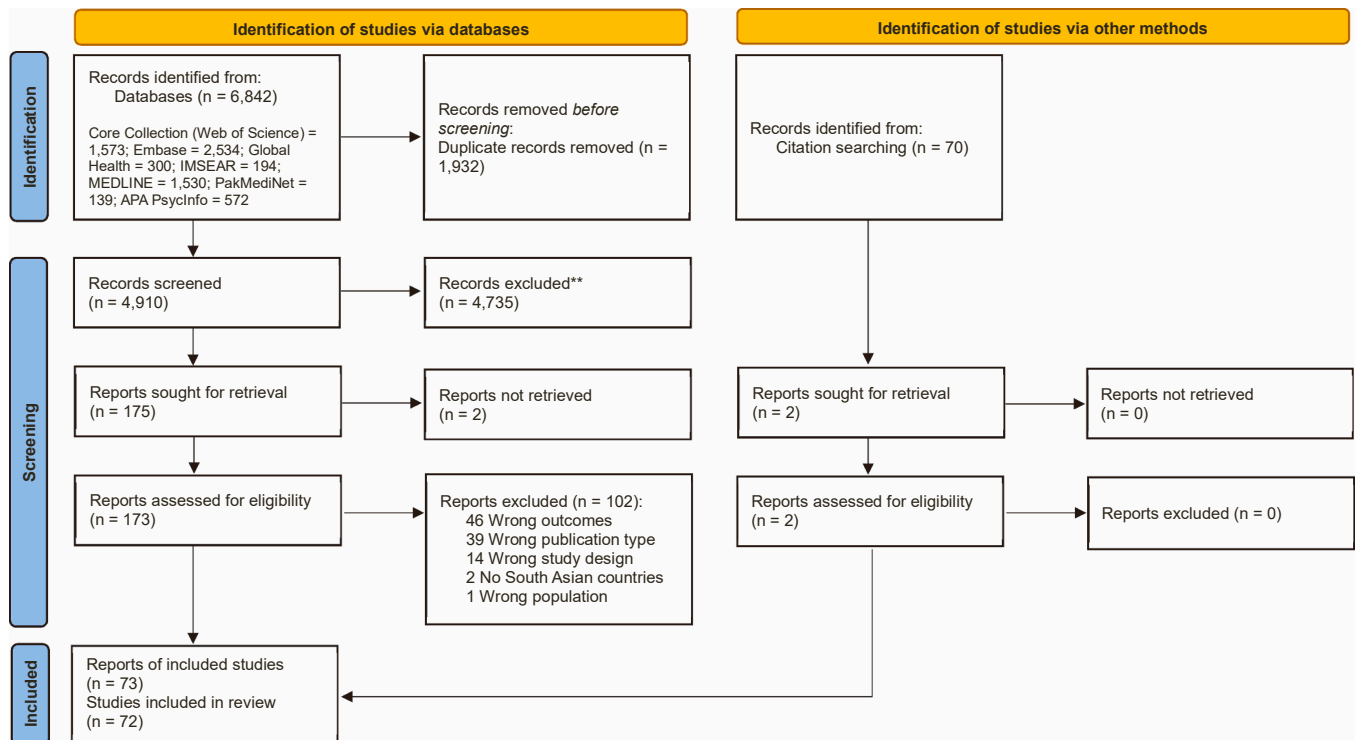 Identification of studies via databases
Identification of studies via other methods
Identification
Records identified from:
Databases (n = 6,842)
Core Collection (Web of Science) =
1,573; Embase = 2,534; Global
Health = 300; IMSEAR = 194;
MEDLINE = 1,530; PakMediNet =
139; APA PsycInfo = 572
Records removed before
screening:
Duplicate records removed (n =
1,932)
Records identified from:
Citation searching (n = 70)
Screening
Records screened
(n = 4,910)
Records excluded**
(n = 4,735)
Reports sought for retrieval
(n = 175)
Reports not retrieved
(n = 2)
Reports sought for retrieval
(n = 2)
Reports not retrieved
(n = 0)
Reports assessed for eligibility
(n = 173)
Reports excluded (n = 102):
46 Wrong outcomes
39 Wrong publication type
14 Wrong study design
2 No South Asian countries
1 Wrong population
Reports assessed for eligibility
(n = 2)
Reports excluded (n = 0)
Included
Reports of included studies
(n = 73)
Studies included in review
(n = 72)